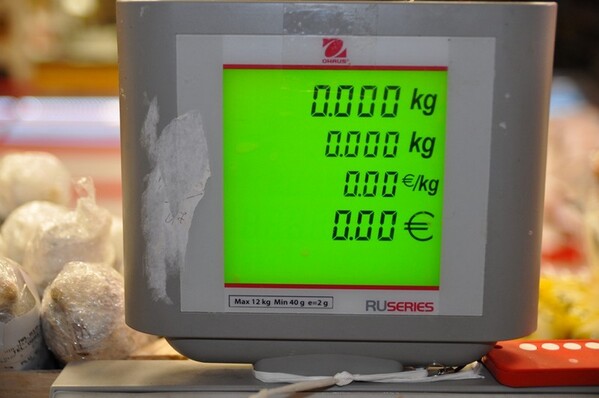 OHAUS
0.000 kg
0.000 kg
0.00 €/kg
0.00 €
Max 12 kg Min 40 g e=2 g
RUSERIES